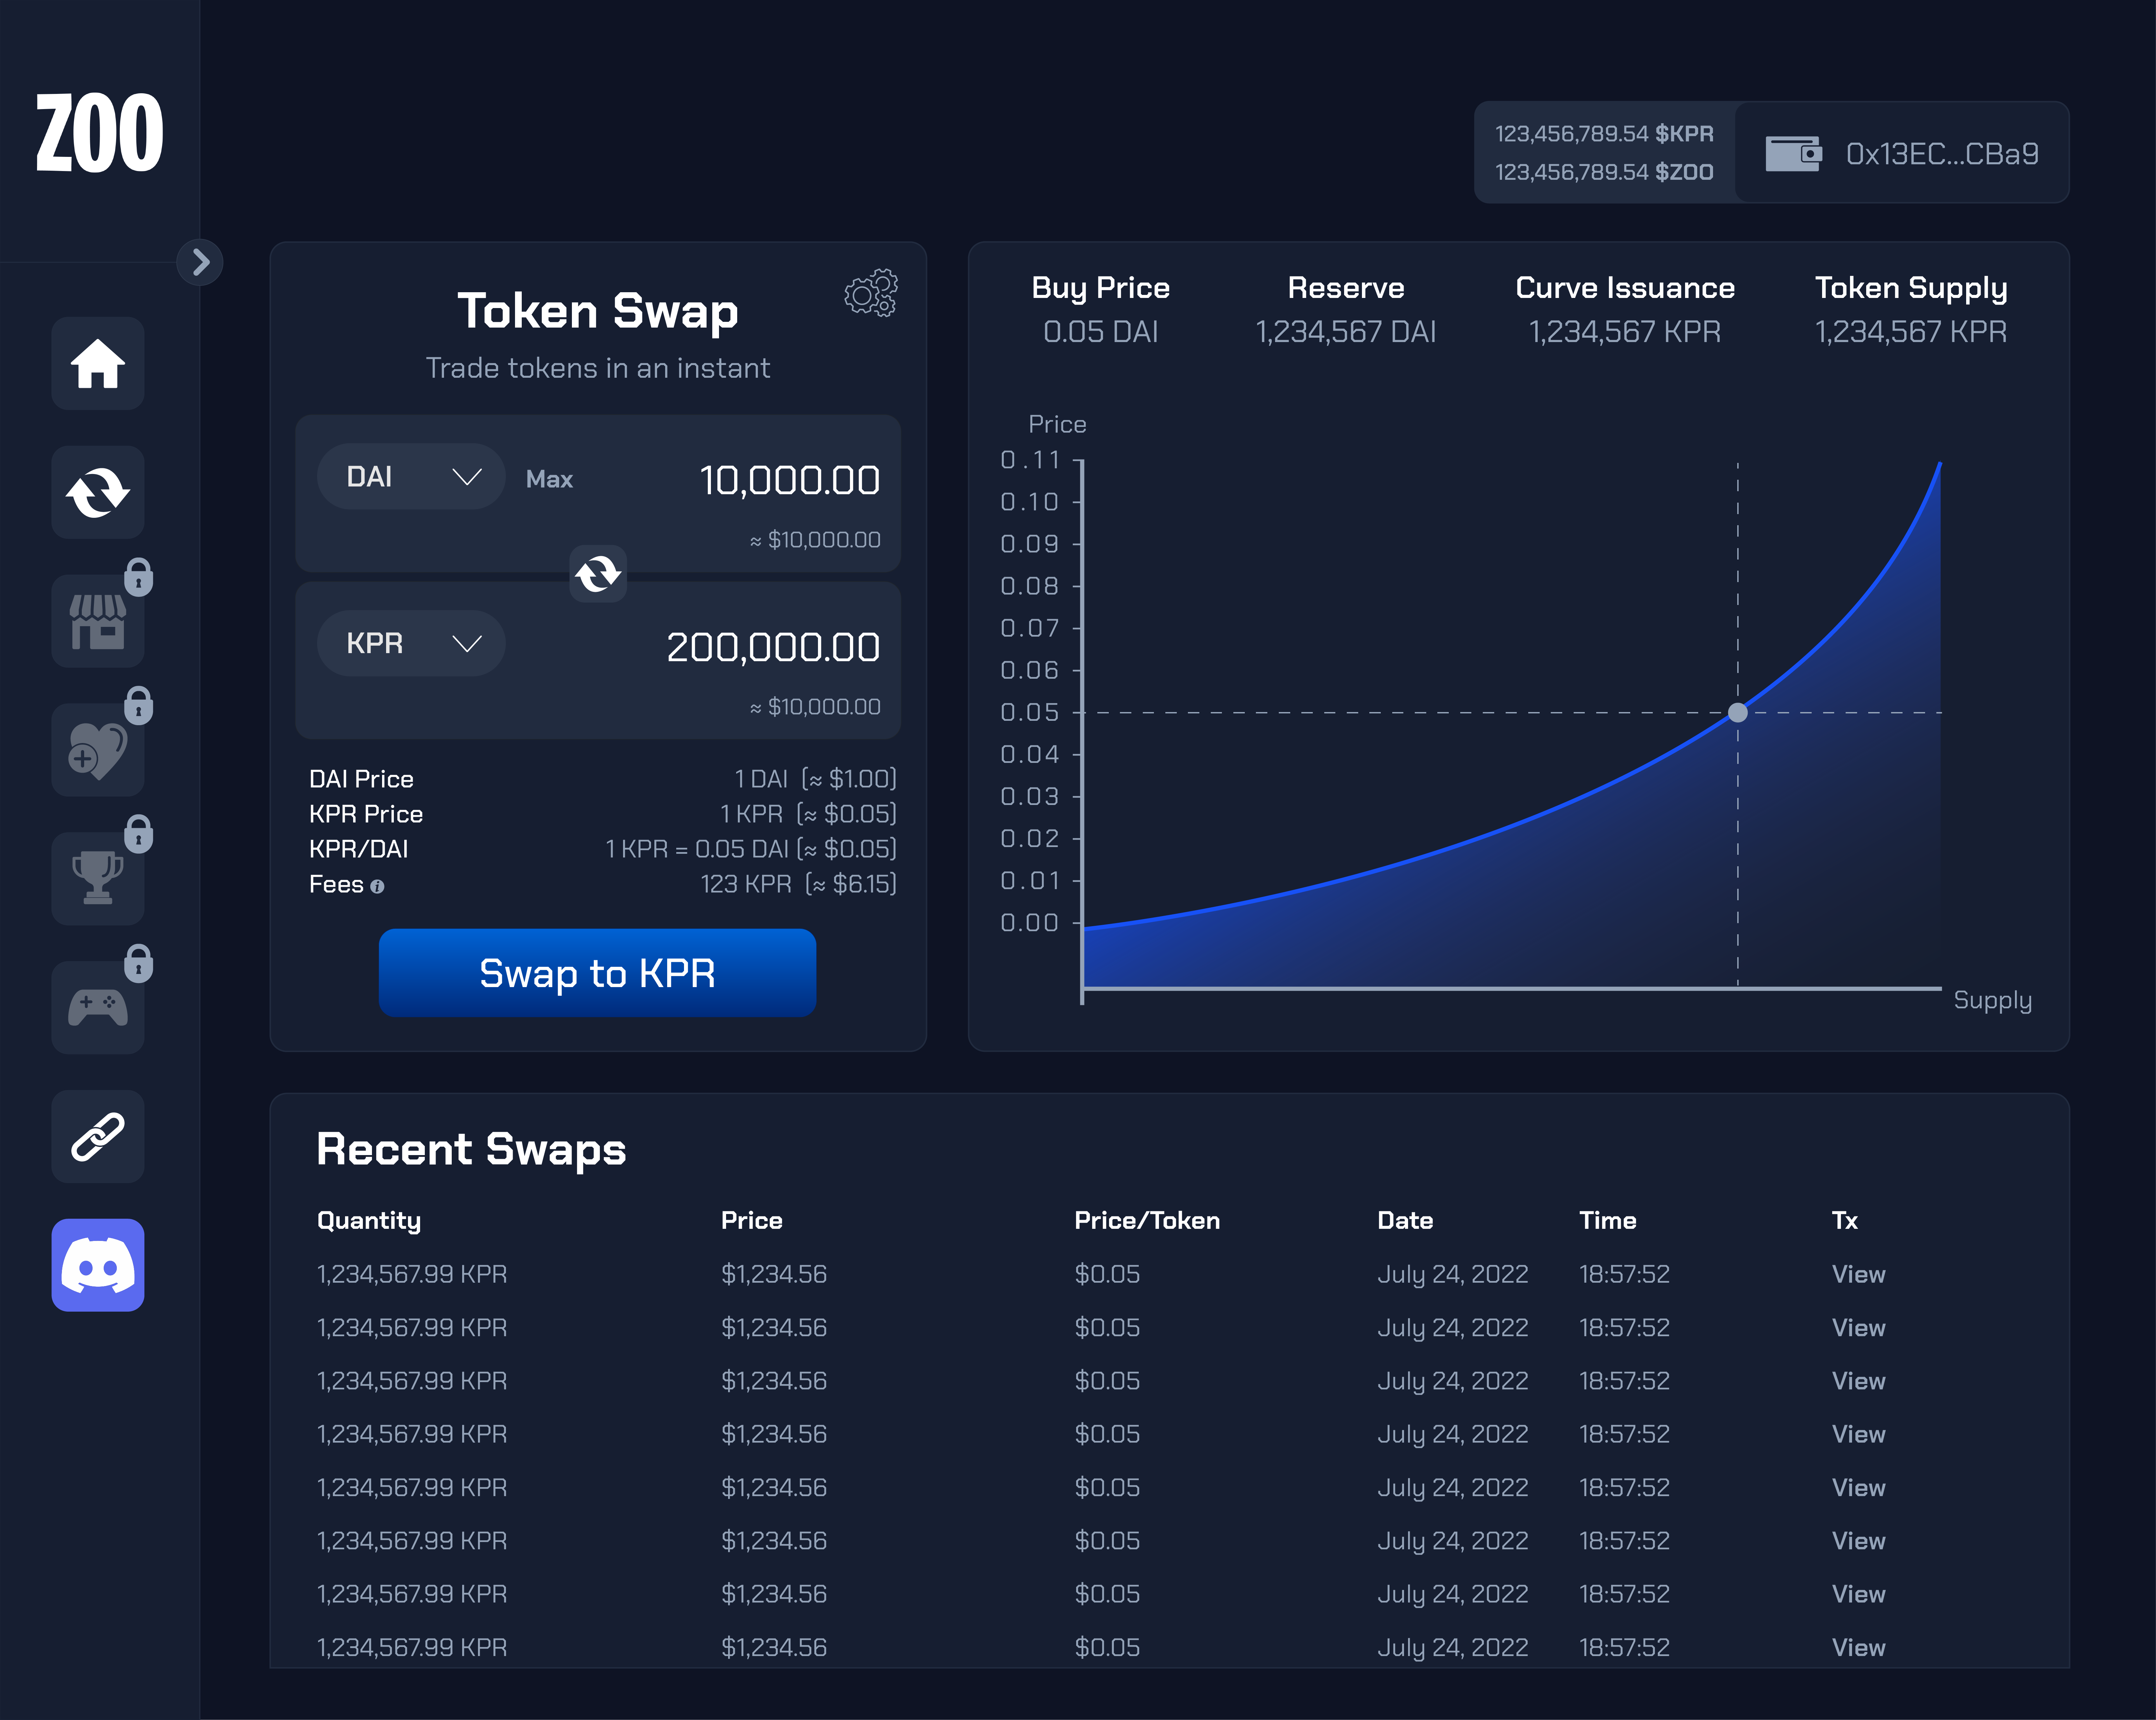 ZOO
123,456,789.54 $KPR
123,456,789.54 $ZOO
0x13EC...CBa9
Token Swap
Trade tokens in an instant
DAI Max 10,000.00
≈ $10,000.00
KPR 200,000.00
≈ $10,000.00
DAI Price 1 DAI (≈ $1.00)
KPR Price 1 KPR (≈ $0.05)
KPR/DAI 1 KPR = 0.05 DAI (≈ $0.05)
Fees i 123 KPR (≈ $6.15)
Swap to KPR
Buy Price Reserve Curve Issuance Token Supply
0.05 DAI 1,234,567 DAI 1,234,567 KPR 1,234,567 KPR
Price
0.11
0.10
0.09
0.08
0.07
0.06
0.05
0.04
0.03
0.02
0.01
0.00
Supply
Recent Swaps
Quantity Price Price/Token Date Time Tx
1,234,567.99 KPR $1,234.56 $0.05 July 24, 2022 18:57:52 View
1,234,567.99 KPR $1,234.56 $0.05 July 24, 2022 18:57:52 View
1,234,567.99 KPR $1,234.56 $0.05 July 24, 2022 18:57:52 View
1,234,567.99 KPR $1,234.56 $0.05 July 24, 2022 18:57:52 View
1,234,567.99 KPR $1,234.56 $0.05 July 24, 2022 18:57:52 View
1,234,567.99 KPR $1,234.56 $0.05 July 24, 2022 18:57:52 View
1,234,567.99 KPR $1,234.56 $0.05 July 24, 2022 18:57:52 View
1,234,567.99 KPR $1,234.56 $0.05 July 24, 2022 18:57:52 View